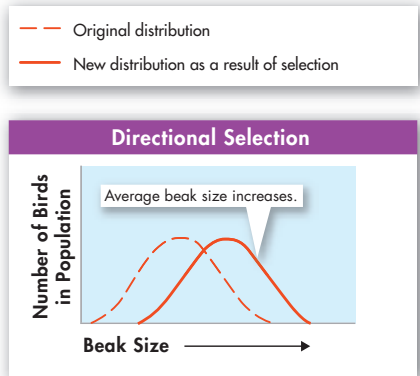 Original distribution
New distribution as a result of selection
Directional Selection
Number of Birds
in Population
Average beak size increases.
Beak Size